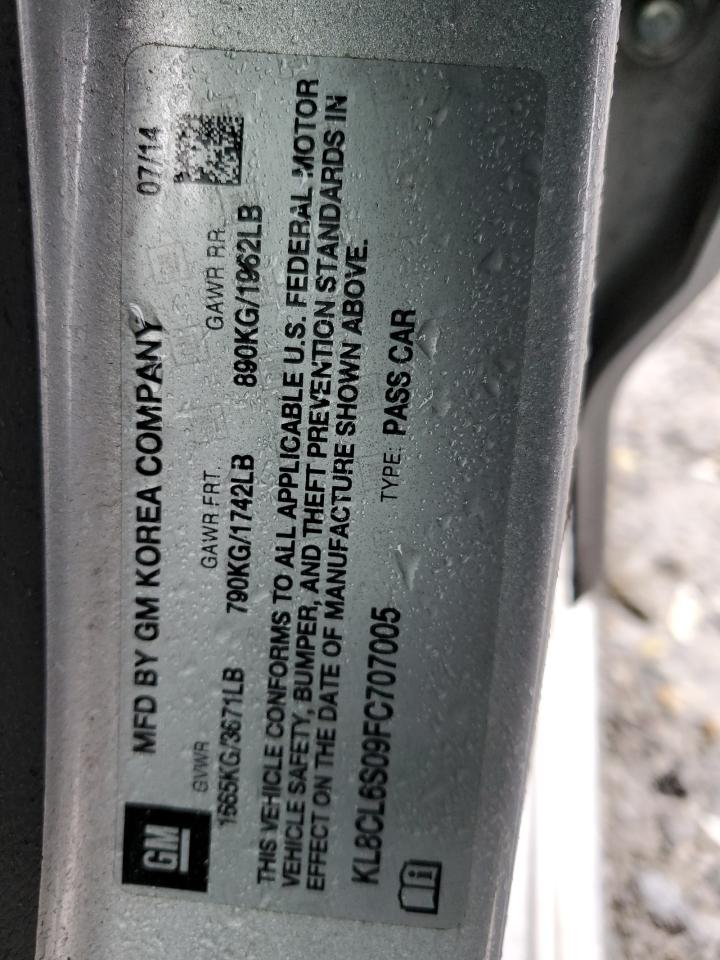 GM
MFD BY GM KOREA COMPANY 07/14
GVWR GAWR FRT. GAWR RR.
1665KG/3671LB 790KG/1742LB 890KG/1962LB
THIS VEHICLE CONFORMS TO ALL APPLICABLE U.S. FEDERAL MOTOR
VEHICLE SAFETY, BUMPER, AND THEFT PREVENTION STANDARDS IN
EFFECT ON THE DATE OF MANUFACTURE SHOWN ABOVE.
KL8CL6S09FC707005 TYPE: PASS CAR